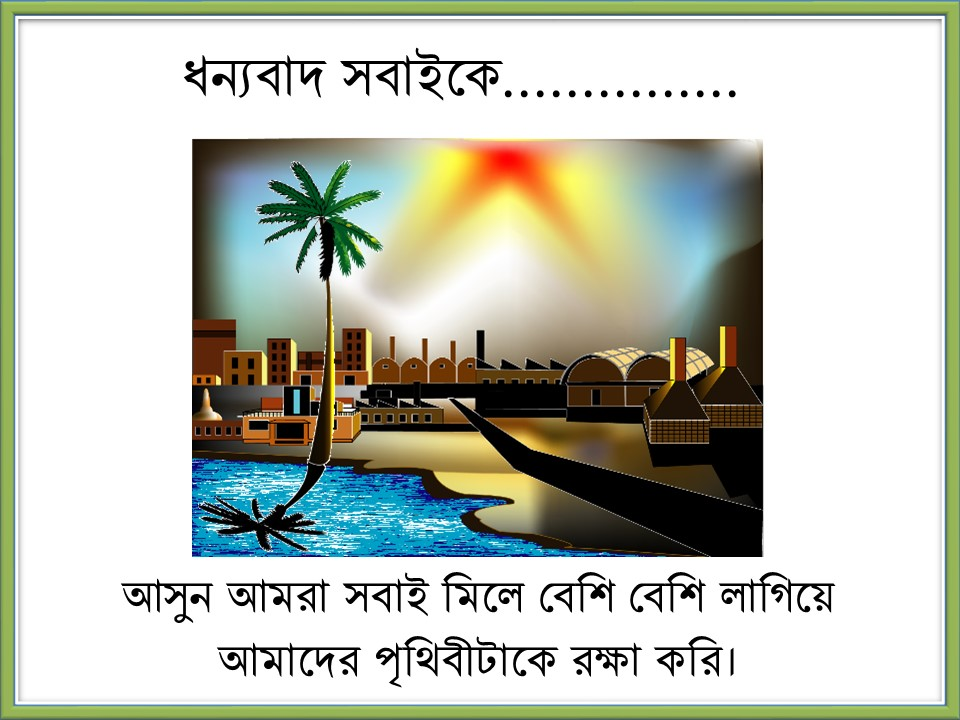 ধন্যবাদ সবাইকে...............
আসুন আমরা সবাই মিলে বেশি বেশি লাগিয়ে
আমাদের পৃথিবীটাকে রক্ষা করি।